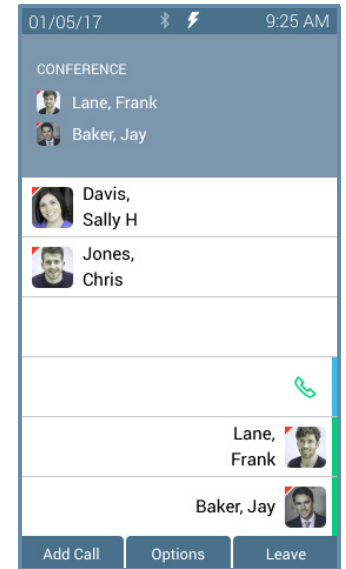 01/05/17 9:25 AM
CONFERENCE
Lane, Frank
Baker, Jay
Davis,
Sally H
Jones,
Chris
Lane,
Frank
Baker, Jay
Add Call Options Leave